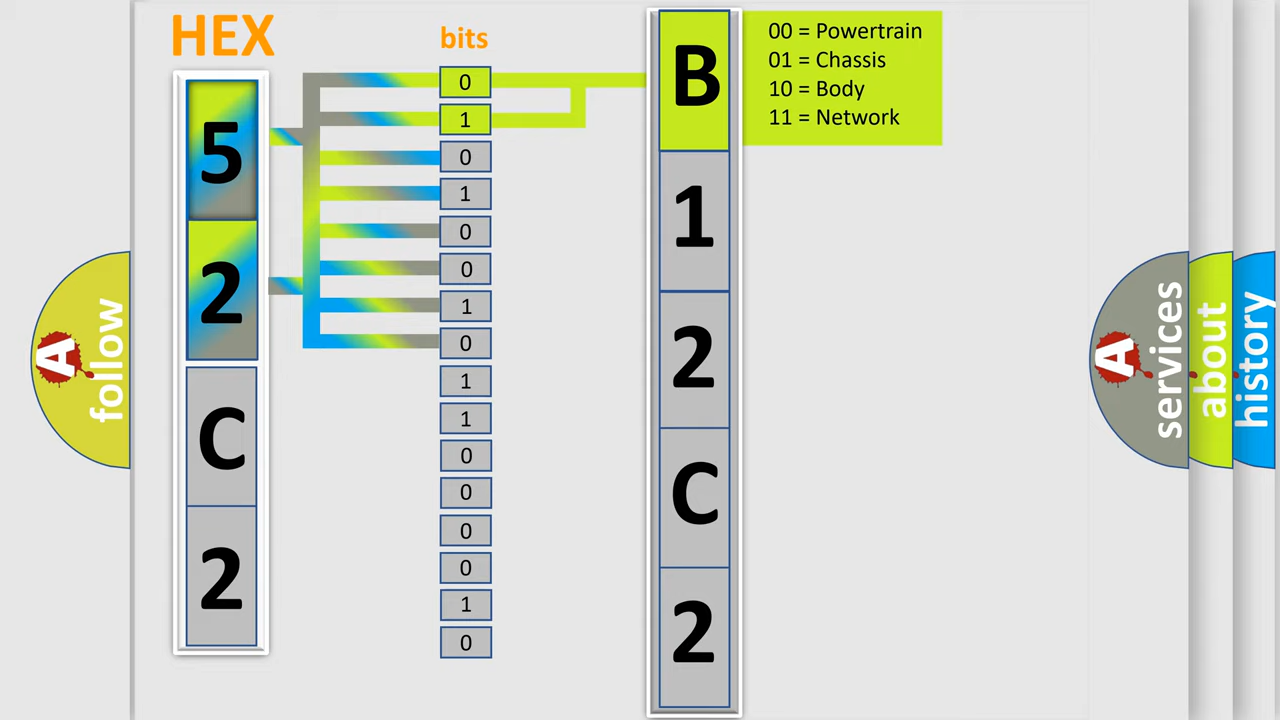 HEX
bits
5
2
C
2
0
1
0
1
0
0
1
0
1
1
0
0
0
0
1
0
B
1
2
C
2
00 = Powertrain
01 = Chassis
10 = Body
11 = Network
A
follow
A
services
about
history